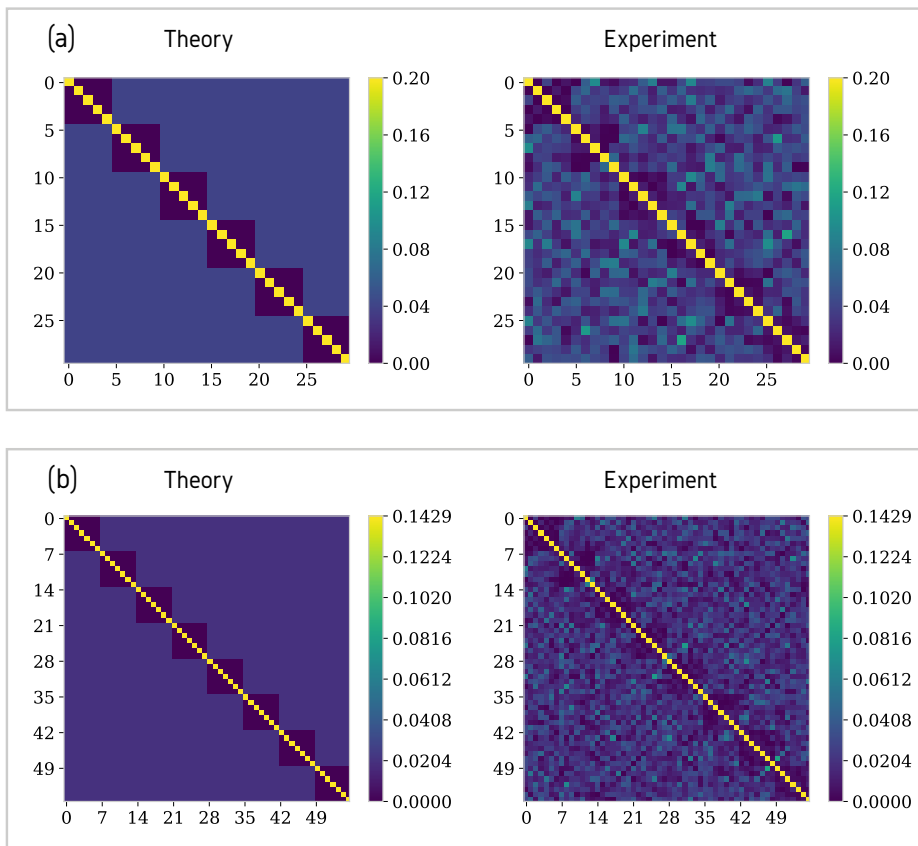 (a) Theory Experiment
0 0.20 0 0.20
5 0.16 5 0.16
10 0.12 10 0.12
15 0.08 15 0.08
20 0.04 20 0.04
25 0.00 25 0.00
0 5 10 15 20 25 0 5 10 15 20 25
(b) Theory Experiment
0 0.1429 0 0.1429
7 0.1224 7 0.1224
14 0.1020 14 0.1020
21 0.0816 21 0.0816
28 0.0612 28 0.0612
35 0.0408 35 0.0408
42 0.0204 42 0.0204
49 0.0000 49 0.0000
0 7 14 21 28 35 42 49 0 7 14 21 28 35 42 49